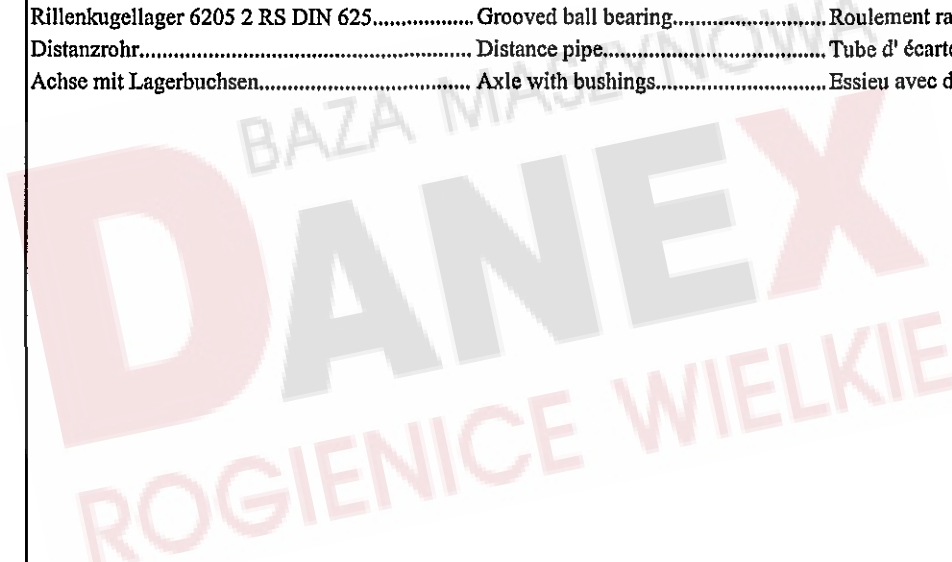 Rillenkugellager 6205 2 RS DIN 625.................. Grooved ball bearing........................... Roulement ra
Distanzrohr........................................................... Distance pipe....................................... Tube d' écarte
Achse mit Lagerbuchsen...................................... Axle with bushings.............................. Essieu avec d
BAZA MASZYNOWA
DANEX
ROGIENICE WIELKIE